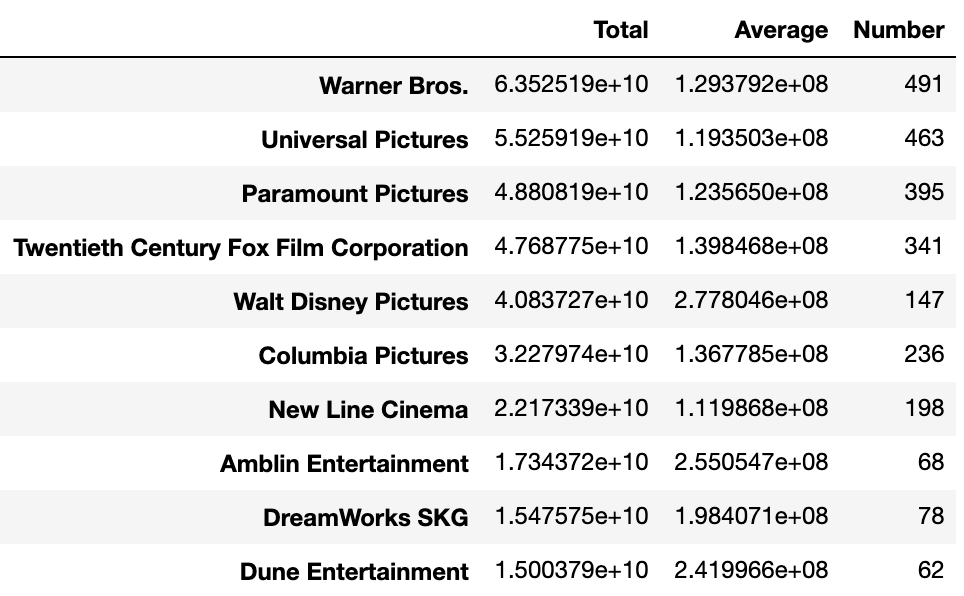 Total Average Number
Warner Bros. 6.352519e+10 1.293792e+08 491
Universal Pictures 5.525919e+10 1.193503e+08 463
Paramount Pictures 4.880819e+10 1.235650e+08 395
Twentieth Century Fox Film Corporation 4.768775e+10 1.398468e+08 341
Walt Disney Pictures 4.083727e+10 2.778046e+08 147
Columbia Pictures 3.227974e+10 1.367785e+08 236
New Line Cinema 2.217339e+10 1.119868e+08 198
Amblin Entertainment 1.734372e+10 2.550547e+08 68
DreamWorks SKG 1.547575e+10 1.984071e+08 78
Dune Entertainment 1.500379e+10 2.419966e+08 62